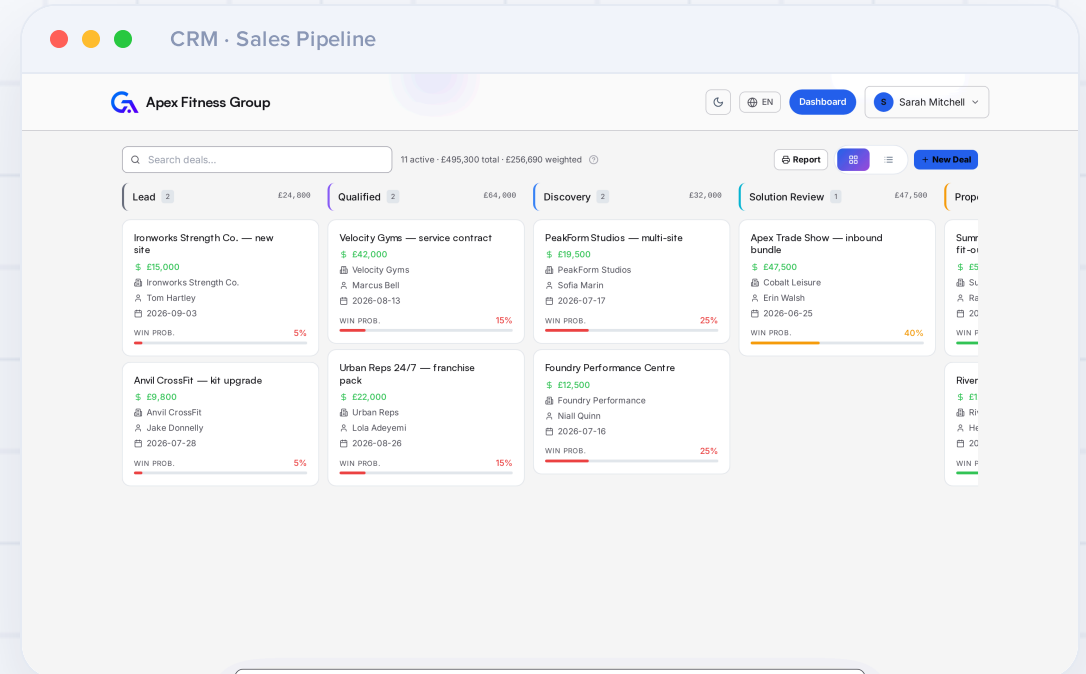 CRM · Sales Pipeline
Apex Fitness Group
EN
Dashboard
S
Sarah Mitchell
Search deals...
11 active · £495,300 total · £256,690 weighted
?
Report
+ New Deal
Lead 2 £24,800
Ironworks Strength Co. — new
site
$ £15,000
Ironworks Strength Co.
Tom Hartley
2026-09-03
WIN PROB. 5%
Anvil CrossFit — kit upgrade
$ £9,800
Anvil CrossFit
Jake Donnelly
2026-07-28
WIN PROB. 5%
Qualified 2 £64,000
Velocity Gyms — service contract
$ £42,000
Velocity Gyms
Marcus Bell
2026-08-13
WIN PROB. 15%
Urban Reps 24/7 — franchise
pack
$ £22,000
Urban Reps
Lola Adeyemi
2026-08-26
WIN PROB. 15%
Discovery 2 £32,000
PeakForm Studios — multi-site
$ £19,500
PeakForm Studios
Sofia Marin
2026-07-17
WIN PROB. 25%
Foundry Performance Centre
$ £12,500
Foundry Performance
Niall Quinn
2026-07-16
WIN PROB. 25%
Solution Review 1 £47,500
Apex Trade Show — inbound
bundle
$ £47,500
Cobalt Leisure
Erin Walsh
2026-06-25
WIN PROB. 40%